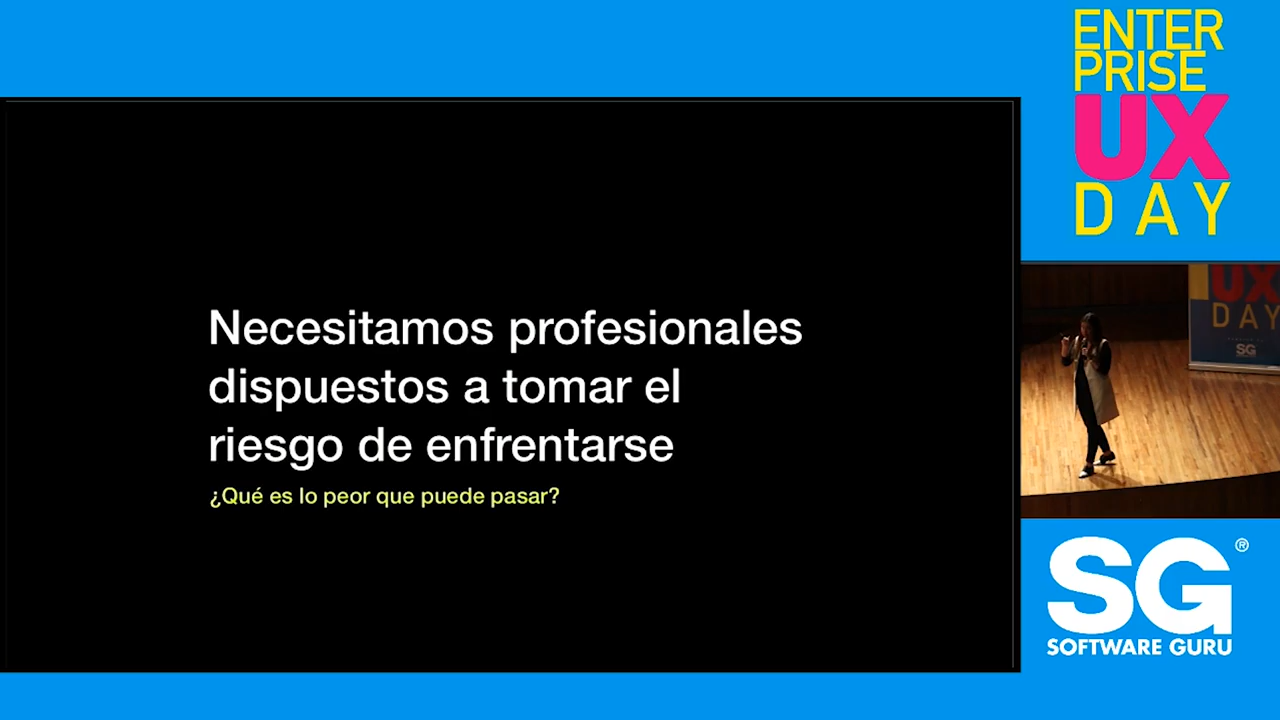 ENTER
PRISE
UX
DAY
Necesitamos profesionales
dispuestos a tomar el
riesgo de enfrentarse
¿Qué es lo peor que puede pasar?
UX
DAY
SG
SG®
SOFTWARE GURU